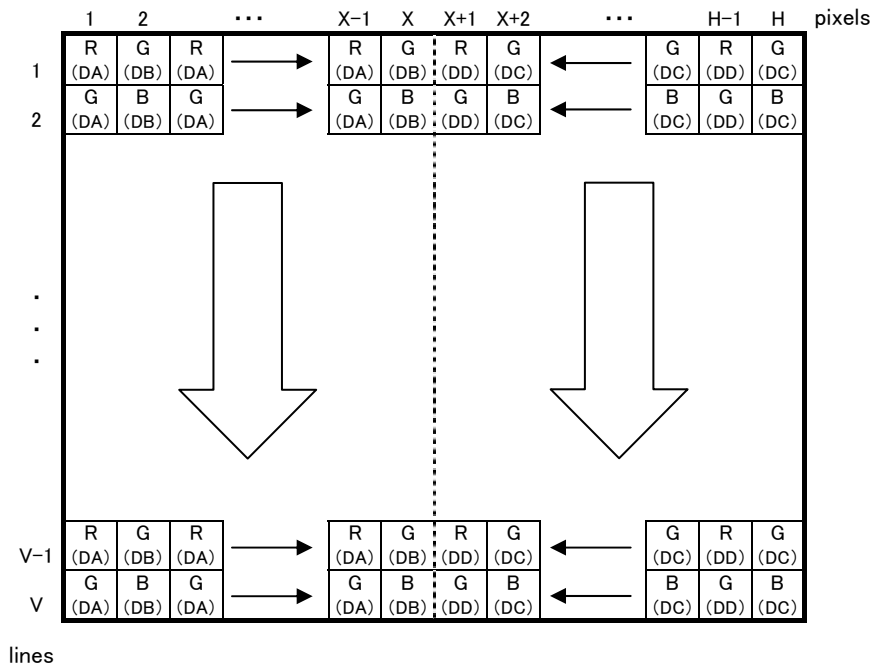 1 2 ··· X-1 X X+1 X+2 ··· H-1 H pixels
R G R R G R G G R G
1 (DA) (DB) (DA) (DA) (DB) (DD) (DC) (DC) (DD) (DC)
G B G G B G B B G B
2 (DA) (DB) (DA) (DA) (DB) (DD) (DC) (DC) (DD) (DC)
·
·
·
R G R R G R G G R G
V-1 (DA) (DB) (DA) (DA) (DB) (DD) (DC) (DC) (DD) (DC)
G B G G B G B B G B
V (DA) (DB) (DA) (DA) (DB) (DD) (DC) (DC) (DD) (DC)
lines